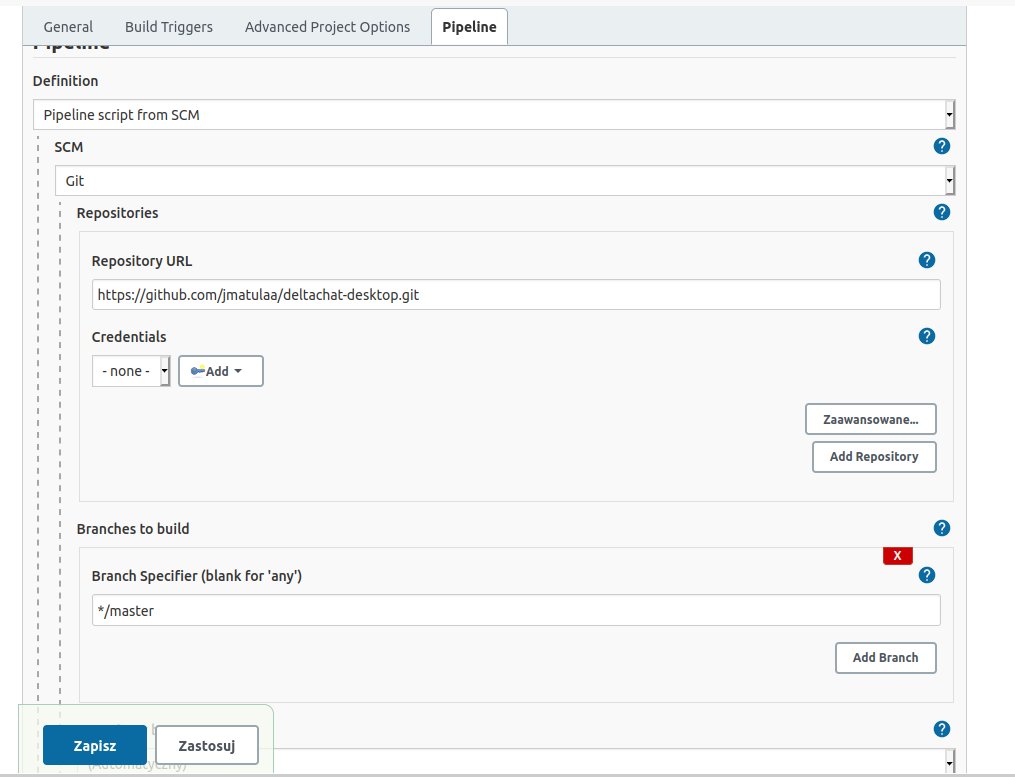 General Build Triggers Advanced Project Options Pipeline
Pipeline
Definition
Pipeline script from SCM
SCM
Git
Repositories
Repository URL
https://github.com/jmatulaa/deltachat-desktop.git
Credentials
- none - Add
Zaawansowane...
Add Repository
Branches to build
X
Branch Specifier (blank for 'any')
*/master
Add Branch
Zapisz Zastosuj
(Automatyczny)